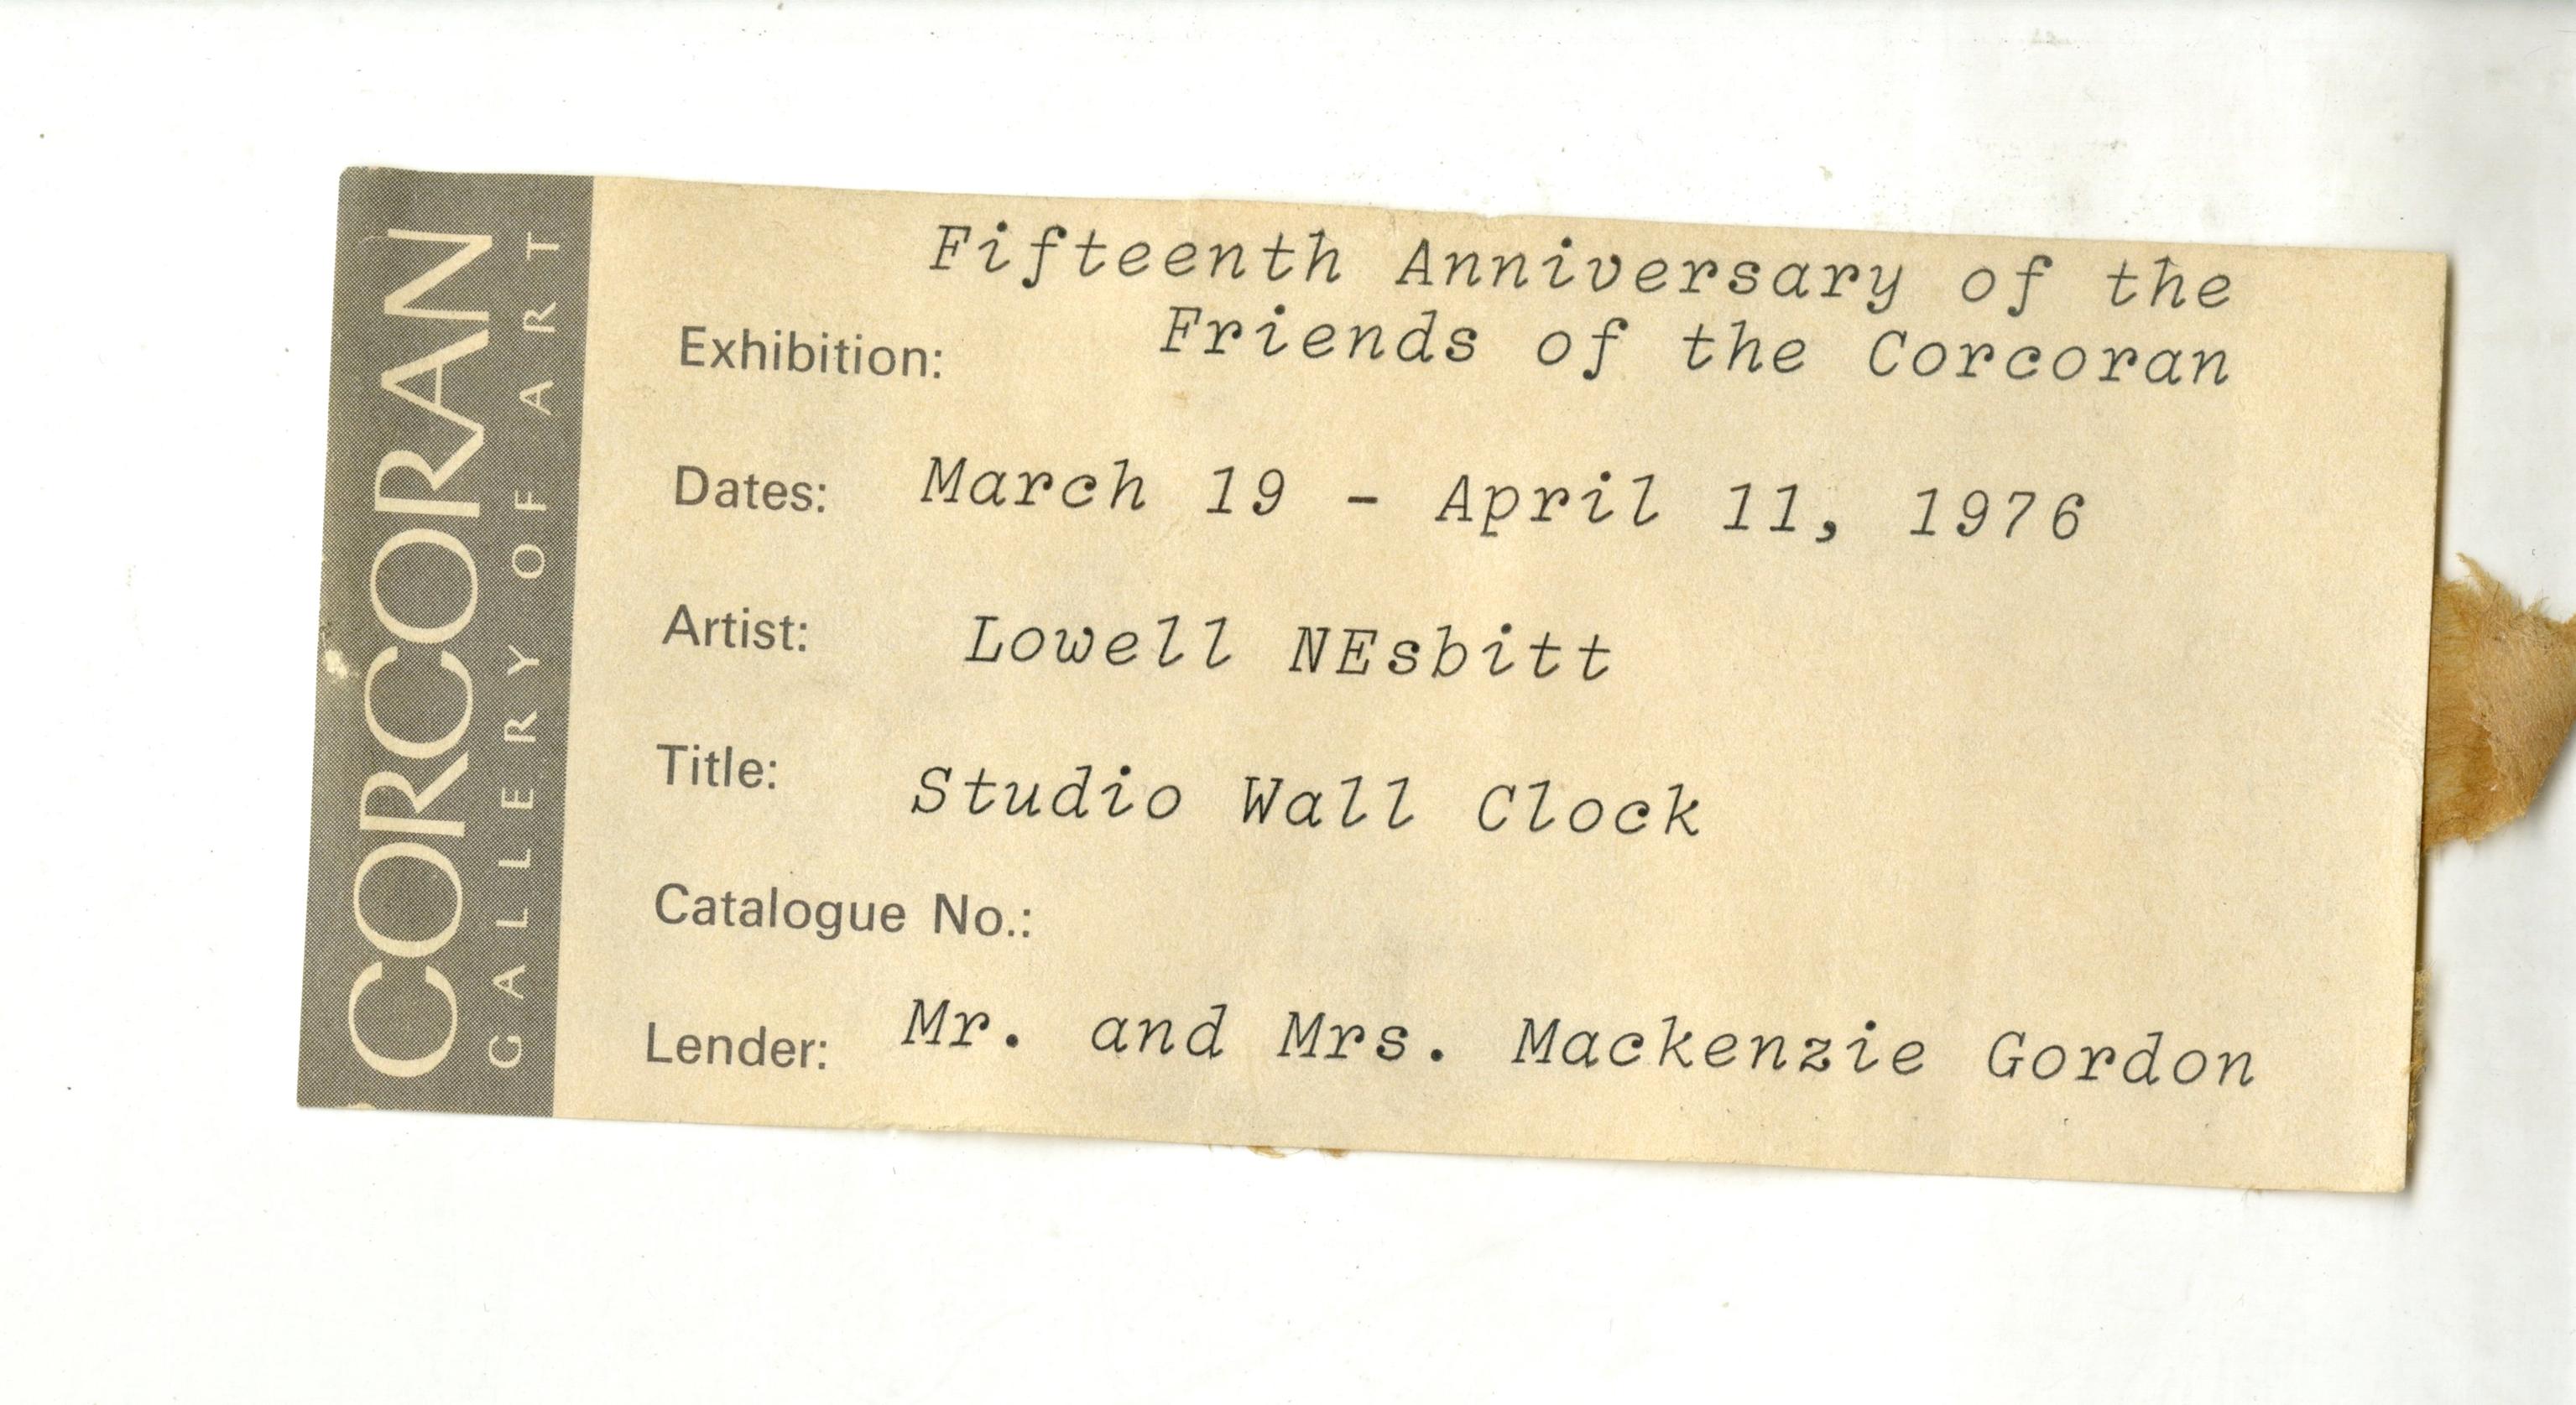 CORCORAN
GALLERY OF ART
Fifteenth Anniversary of the
Exhibition: Friends of the Corcoran
Dates: March 19 - April 11, 1976
Artist: Lowell NEsbitt
Title: Studio Wall Clock
Catalogue No.:
Lender: Mr. and Mrs. Mackenzie Gordon